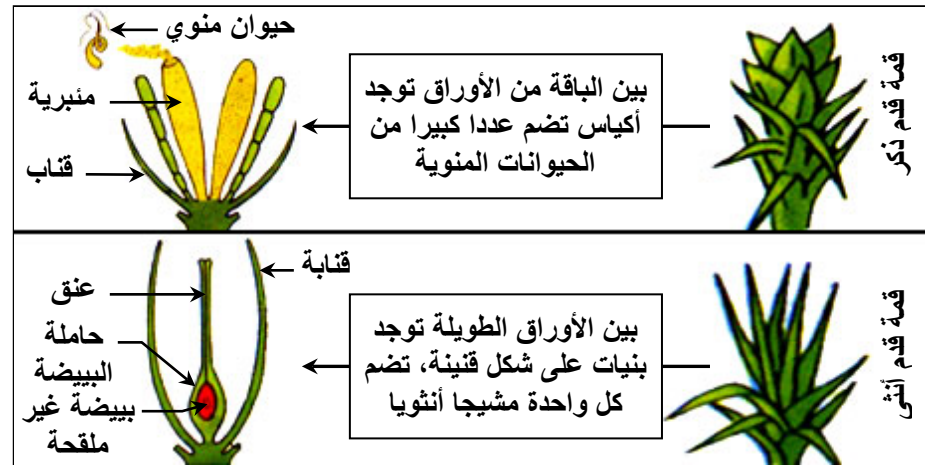 قمة قدم ذكر
بين الباقة من الأوراق توجد
أكياس تضم عددا كبيرا من
الحيوانات المنوية
حيوان منوي
مئبرية
قناب
قمة قدم أنثى
بين الأوراق الطويلة توجد
بنيات على شكل قنينة، تضم
كل واحدة مشيجا أنثويا
قنابة
عنق
حاملة
البييضة
بييضة غير
ملقحة